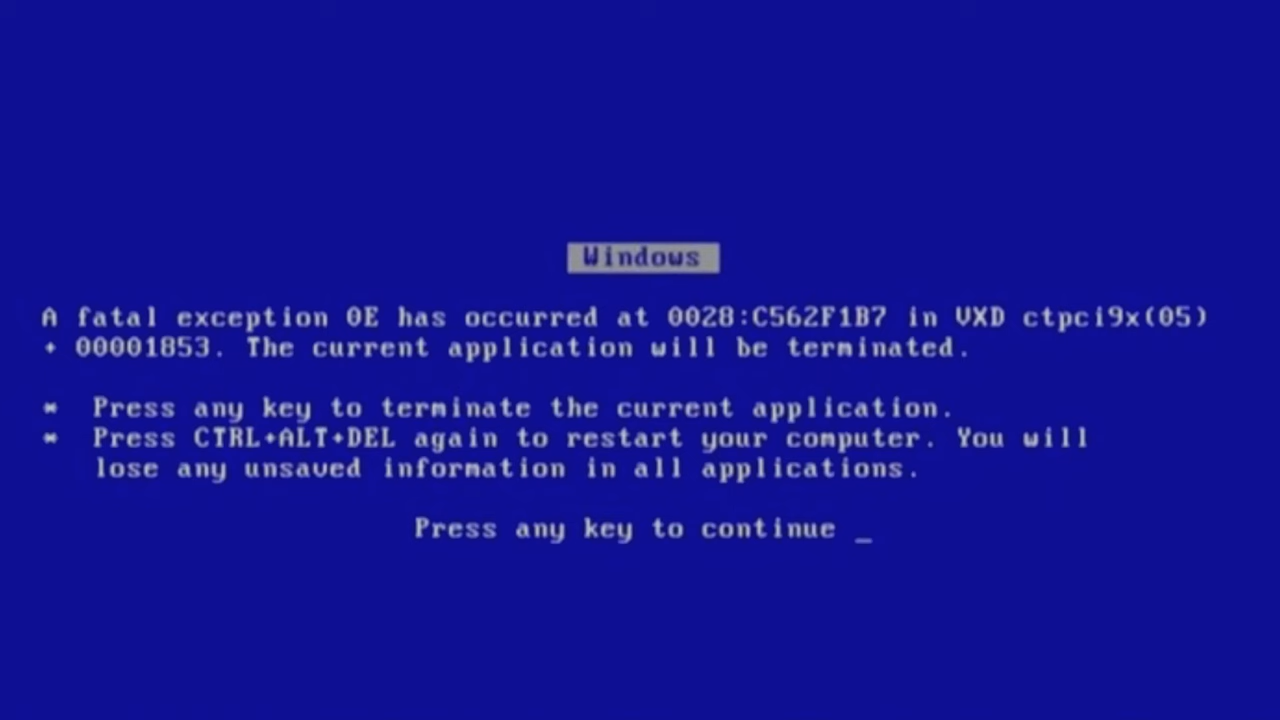 Windows
A fatal exception 0E has occurred at 0028:C562F1B7 in VXD ctpci9x(05)
+ 00001853. The current application will be terminated.
* Press any key to terminate the current application.
* Press CTRL+ALT+DEL again to restart your computer. You will
lose any unsaved information in all applications.
Press any key to continue _